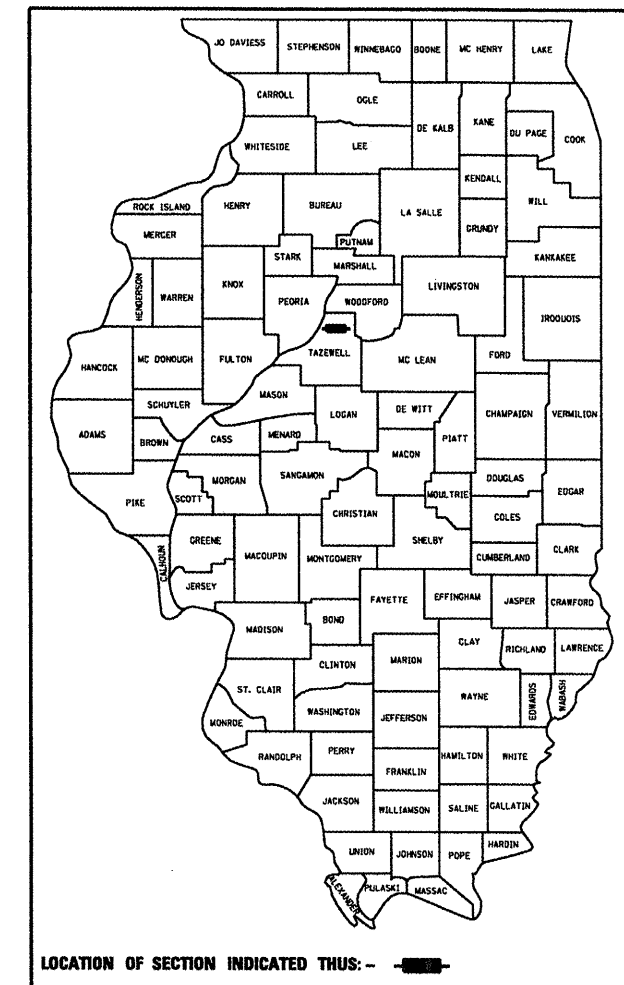 JO DAVIESS STEPHENSON WINNEBAGO BOONE MC HENRY LAKE
CARROLL OGLE DE KALB KANE DU PAGE COOK
WHITESIDE LEE
KENDALL WILL
ROCK ISLAND HENRY BUREAU LA SALLE GRUNDY
MERCER PUTNAM KANKAKEE
STARK MARSHALL
HENDERSON WARREN KNOX PEORIA WOODFORD LIVINGSTON IROQUOIS
HANCOCK MC DONOUGH FULTON TAZEWELL MC LEAN FORD
SCHUYLER MASON LOGAN DE WITT CHAMPAIGN VERMILION
ADAMS BROWN CASS MENARD MACON PIATT
PIKE SCOTT MORGAN SANGAMON CHRISTIAN MOULTRIE DOUGLAS EDGAR
COLES
CALHOUN GREENE MACOUPIN MONTGOMERY SHELBY CUMBERLAND CLARK
JERSEY
FAYETTE EFFINGHAM JASPER CRAWFORD
MADISON BOND
CLAY RICHLAND LAWRENCE
CLINTON MARION
ST. CLAIR WAYNE EDWARDS WABASH
WASHINGTON JEFFERSON
MONROE
RANDOLPH PERRY HAMILTON WHITE
FRANKLIN
JACKSON WILLIAMSON SALINE GALLATIN
UNION JOHNSON POPE HARDIN
ALEXANDER PULASKI MASSAC
LOCATION OF SECTION INDICATED THUS: -